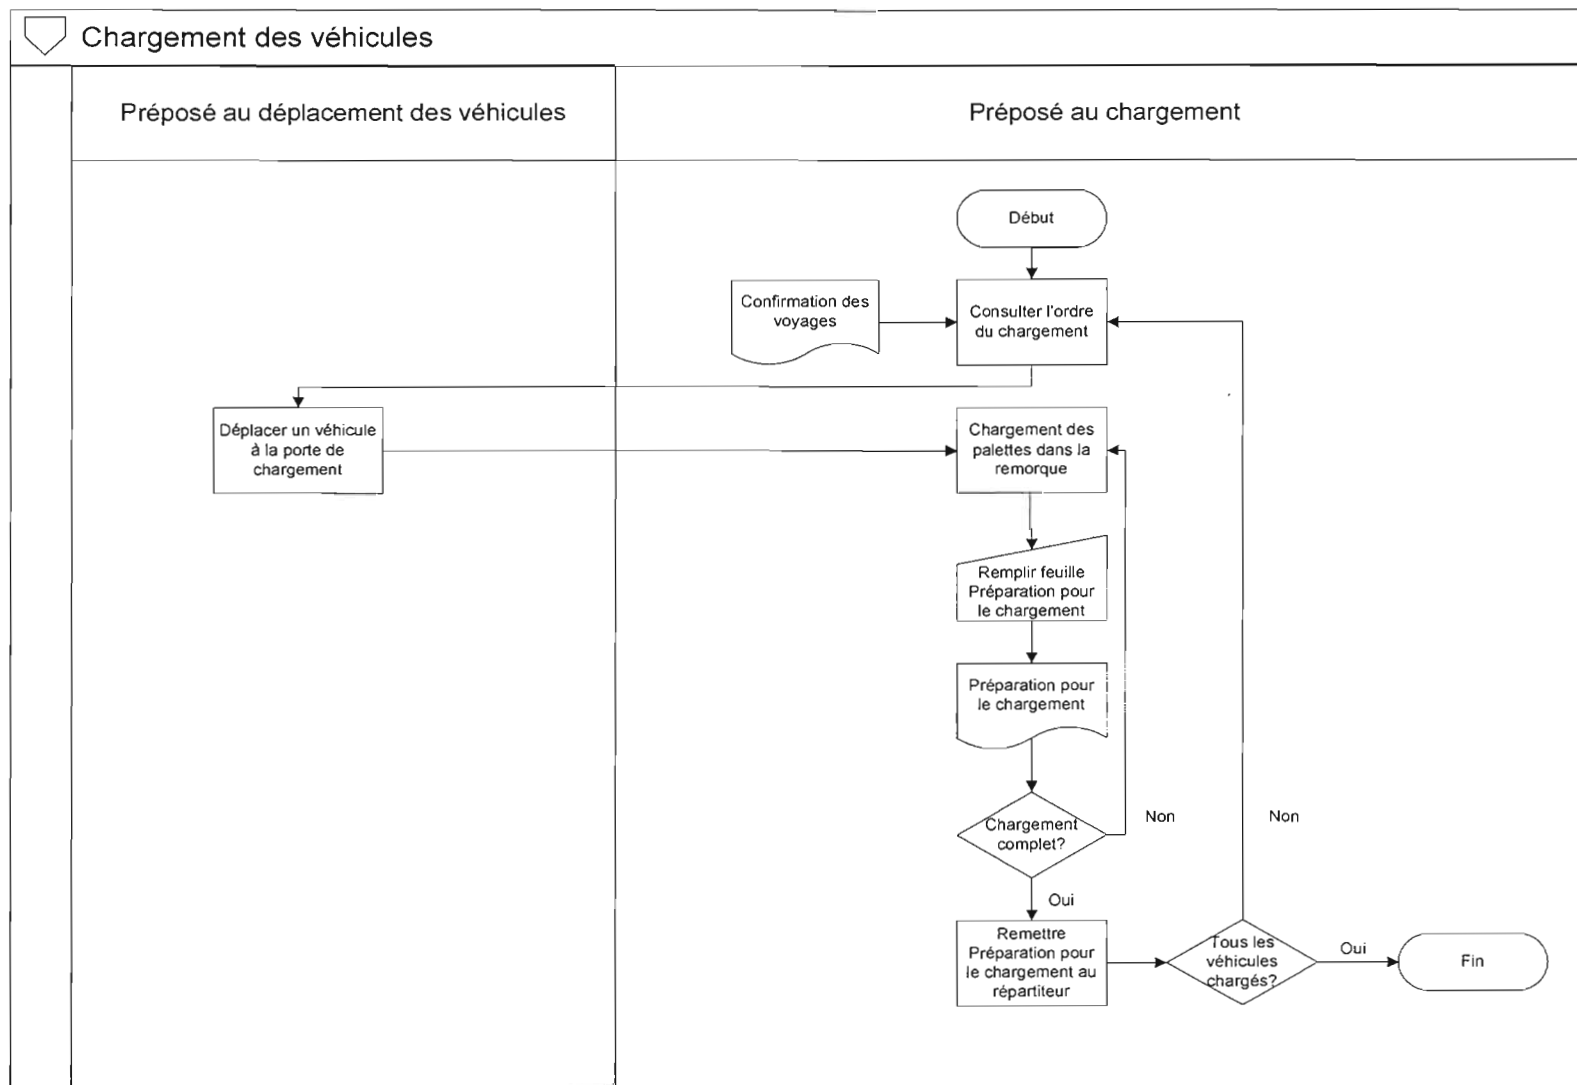 Chargement des véhicules
Préposé au déplacement des véhicules
Préposé au chargement
Début
Confirmation des
voyages
Consulter l'ordre
du chargement
Déplacer un véhicule
à la porte de
chargement
Chargement des
palettes dans la
remorque
Remplir feuille
Préparation pour
le chargement
Préparation pour
le chargement
Chargement
complet?
Non
Non
Oui
Remettre
Préparation pour
le chargement au
répartiteur
Tous les
véhicules
chargés?
Oui
Fin